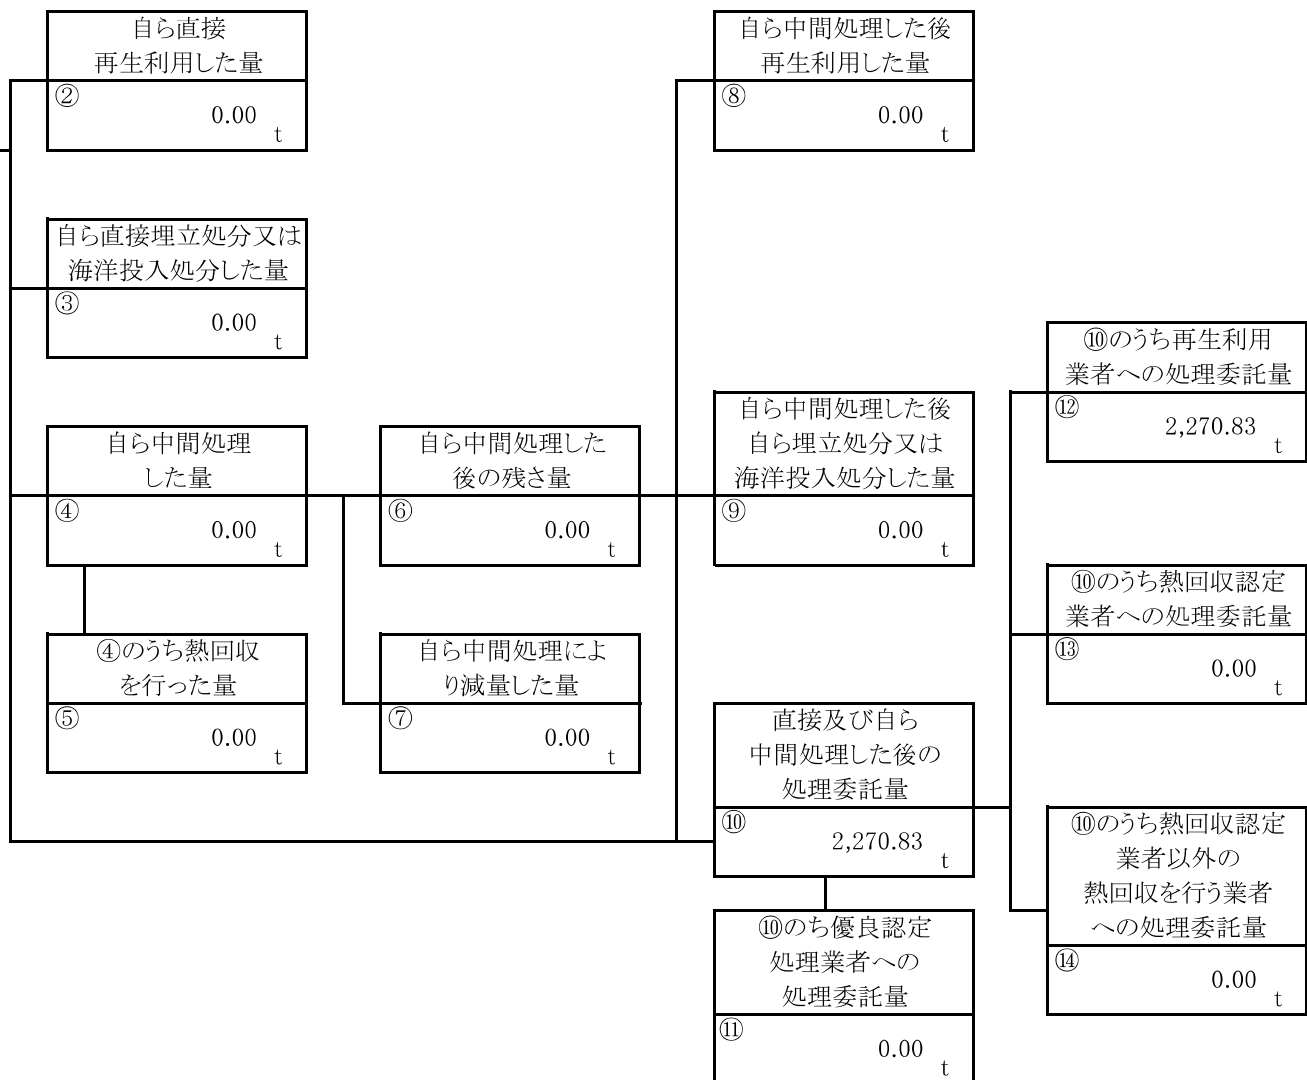 自ら直接
再生利用した量
②
0.00
t
自ら直接埋立処分又は
海洋投入処分した量
③
0.00
t
自ら中間処理
した量
④
0.00
t
④のうち熱回収
を行った量
⑤
0.00
t
自ら中間処理した
後の残さ量
⑥
0.00
t
自ら中間処理によ
り減量した量
⑦
0.00
t
自ら中間処理した後
再生利用した量
⑧
0.00
t
自ら中間処理した後
自ら埋立処分又は
海洋投入処分した量
⑨
0.00
t
直接及び自ら
中間処理した後の
処理委託量
⑩
2,270.83
t
⑩のち優良認定
処理業者への
処理委託量
⑪
0.00
t
⑩のうち再生利用
業者への処理委託量
⑫
2,270.83
t
⑩のうち熱回収認定
業者への処理委託量
⑬
0.00
t
⑩のうち熱回収認定
業者以外の
熱回収を行う業者
への処理委託量
⑭
0.00
t